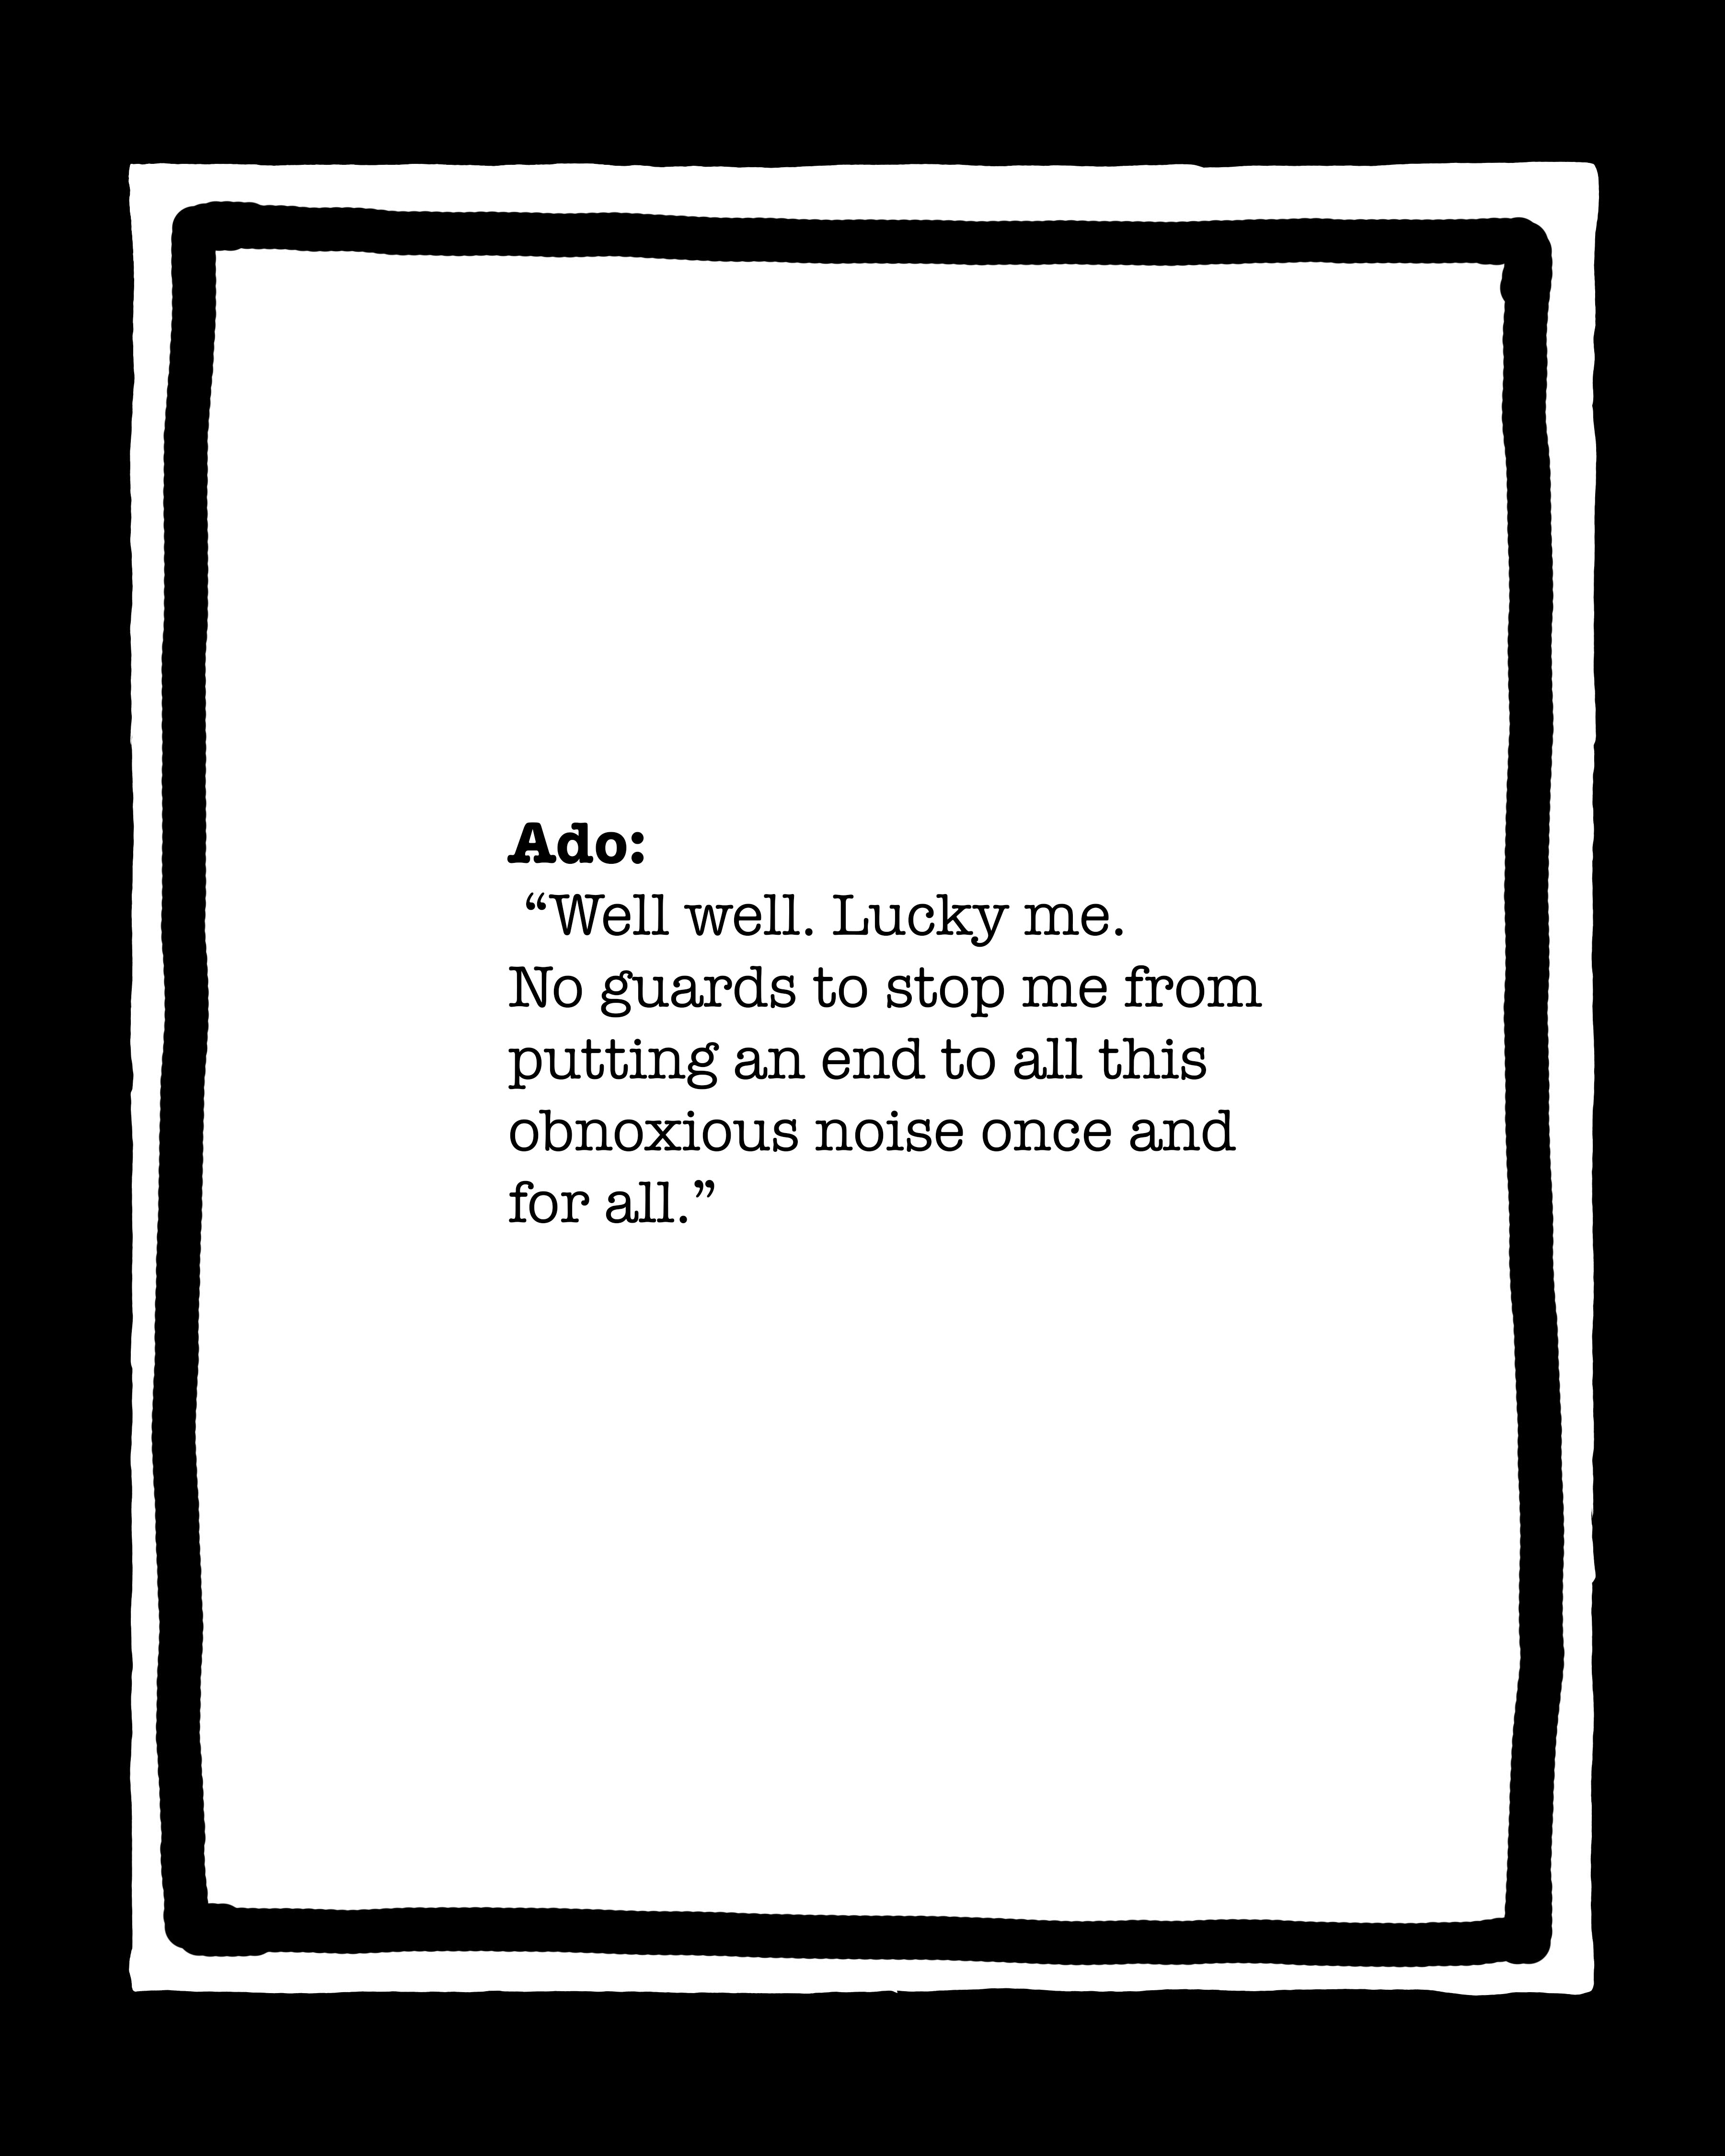 Ado:
“Well well. Lucky me.
No guards to stop me from
putting an end to all this
obnoxious noise once and
for all.”